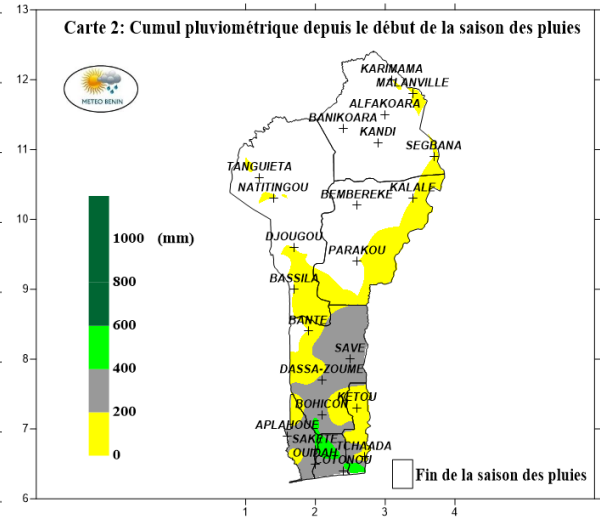 Carte 2: Cumul pluviométrique depuis le début de la saison des pluies
13
12
11
10
9
8
7
6
METEO BENIN
KARIMAMA
MALANVILLE
ALFAKOARA
BANIKOARA
KANDI
SEGBANA
TANGUIETA
NATITINGOU
KALALE
BEMBEREKE
DJOUGOU
PARAKOU
BASSILA
BANTE
SAVE
DASSA-ZOUME
KETOU
BOHICON
APLAHOUE
SAKETE
TCHAADA
OUIDAH
COTONOU
1000 (mm)
800
600
400
200
0
Fin de la saison des pluies
1 2 3 4